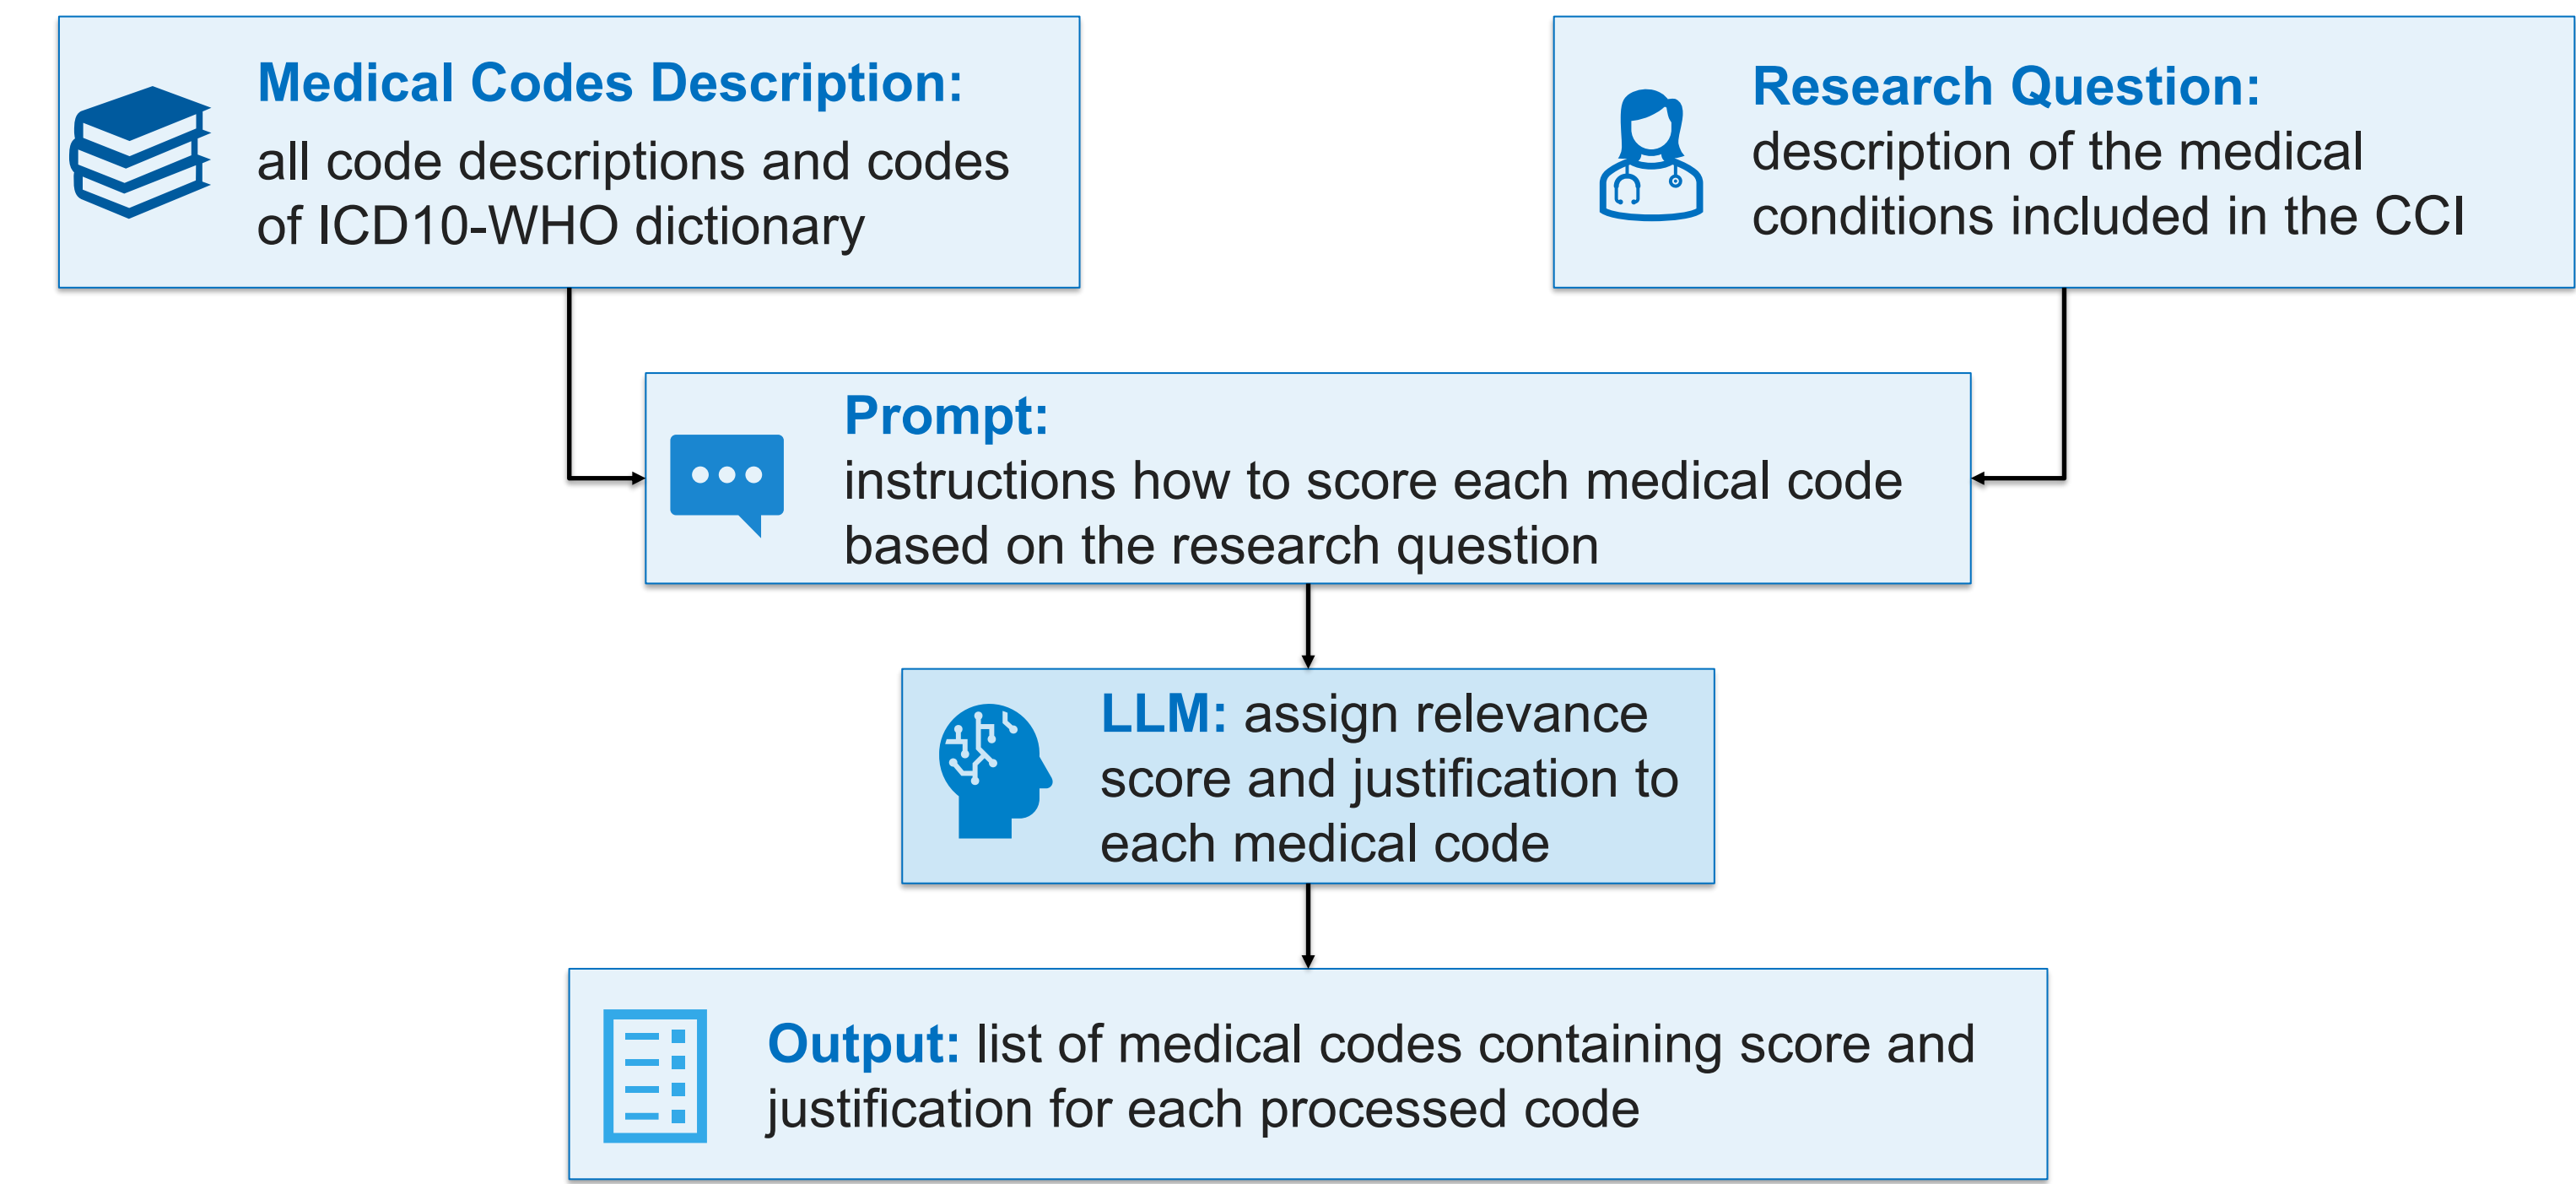 Medical Codes Description:
all code descriptions and codes
of ICD10-WHO dictionary
Research Question:
description of the medical
conditions included in the CCI
Prompt:
instructions how to score each medical code
based on the research question
LLM: assign relevance
score and justification to
each medical code
Output: list of medical codes containing score and
justification for each processed code